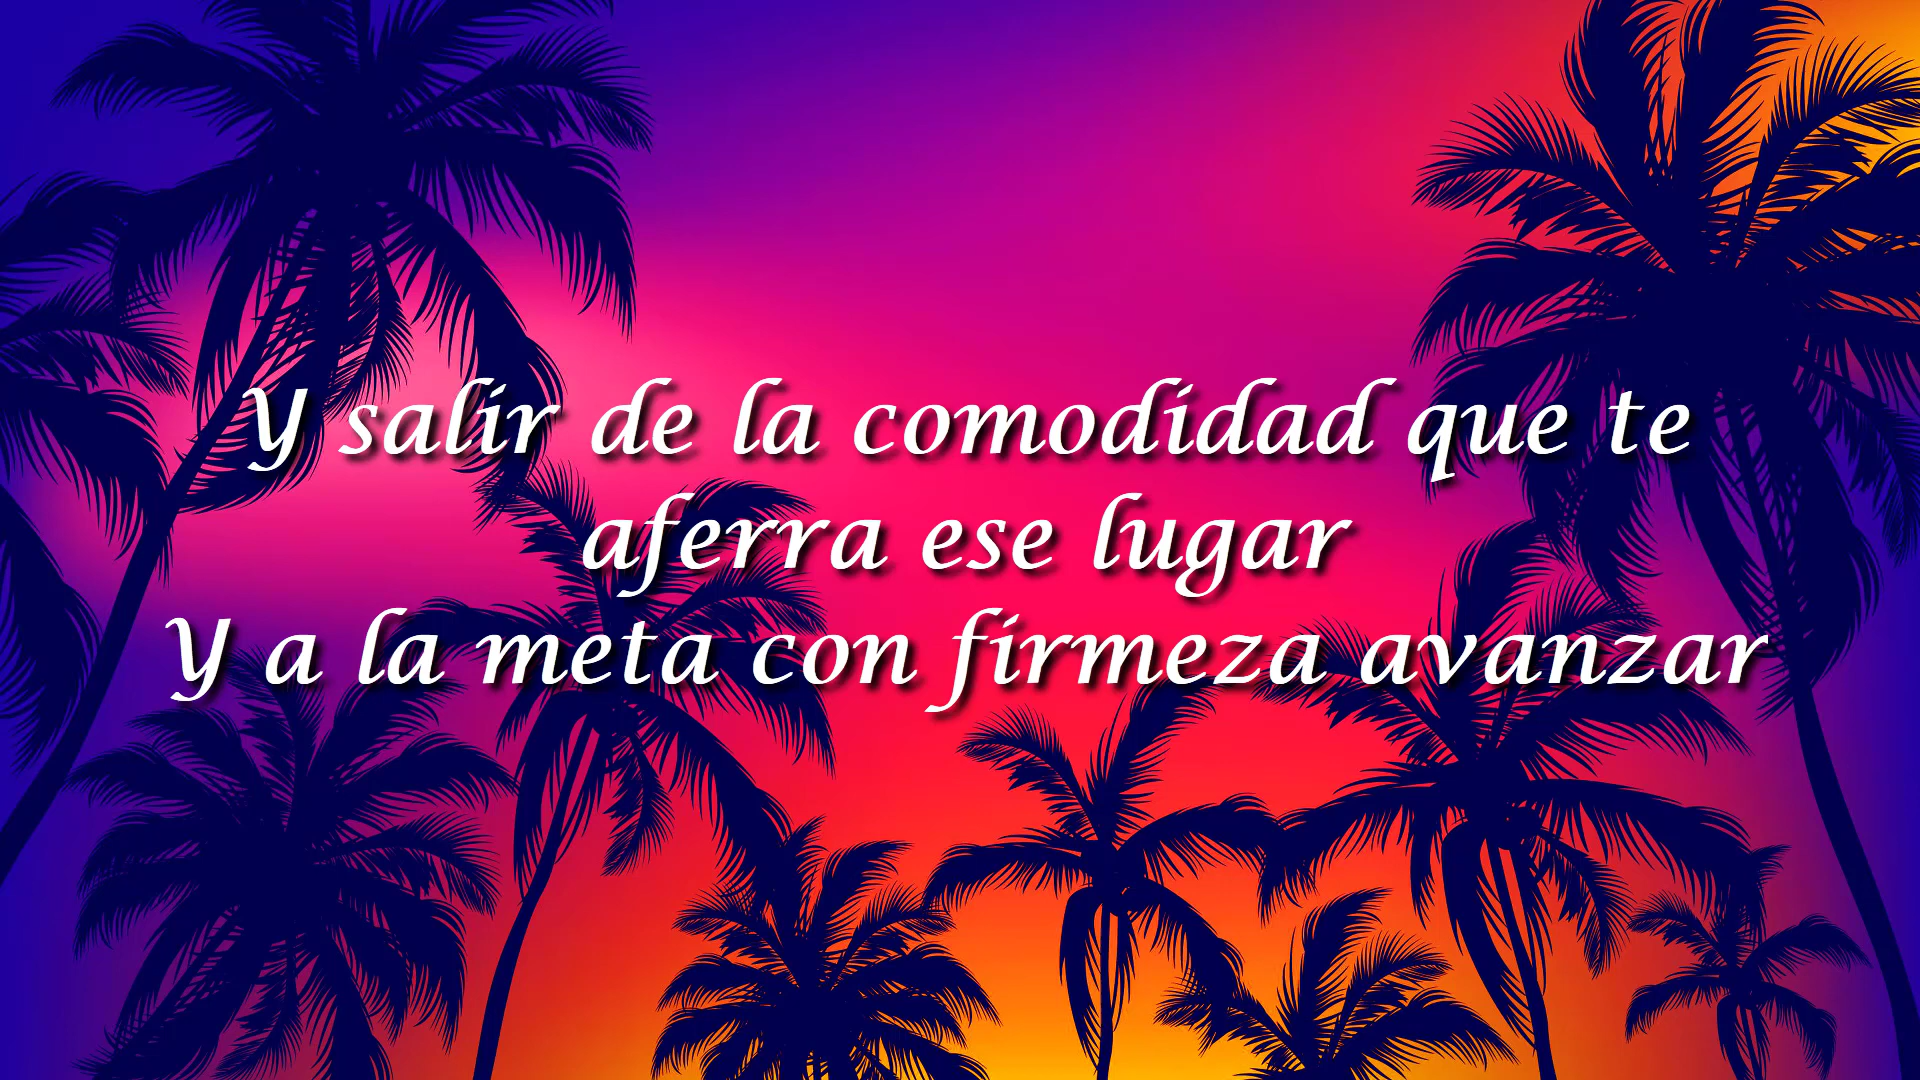 Y salir de la comodidad que te
aferra ese lugar
Y a la meta con firmeza avanzar